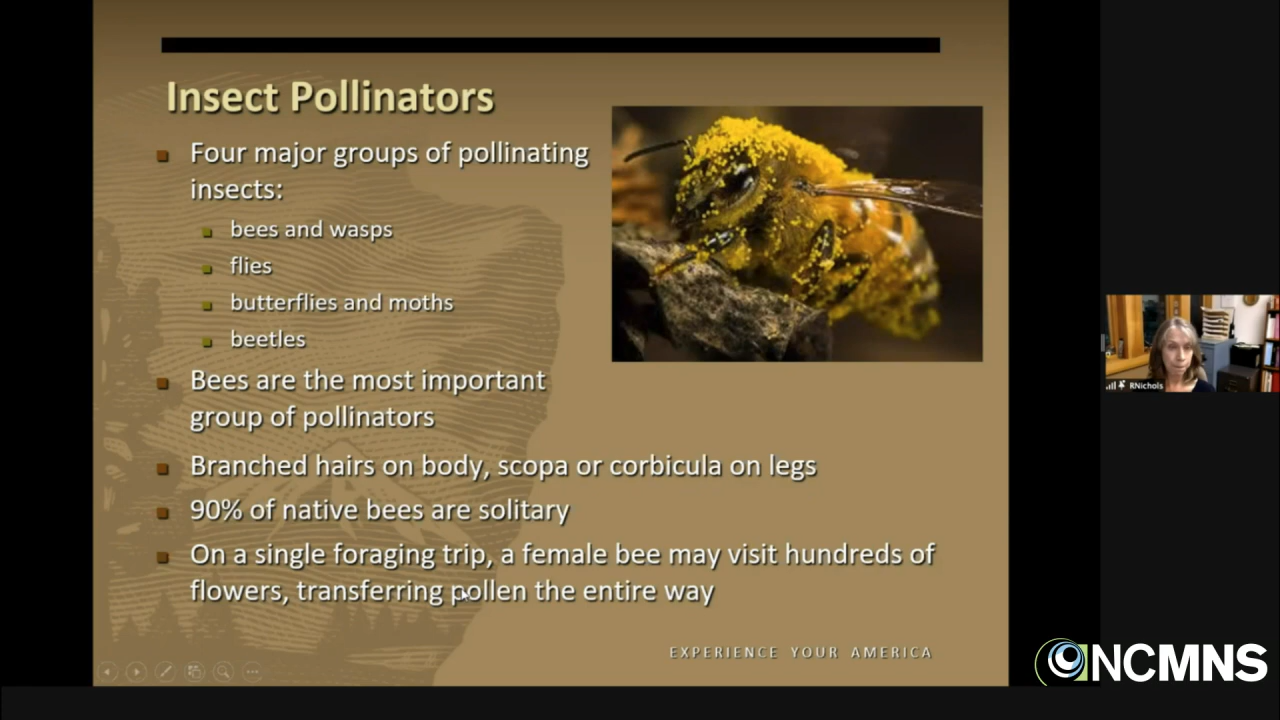 Insect Pollinators
Four major groups of pollinating
insects:
bees and wasps
flies
butterflies and moths
beetles
Bees are the most important
group of pollinators
Branched hairs on body, scopa or corbicula on legs
90% of native bees are solitary
On a single foraging trip, a female bee may visit hundreds of
flowers, transferring pollen the entire way
EXPERIENCE YOUR AMERICA
RNichols
NCMNS